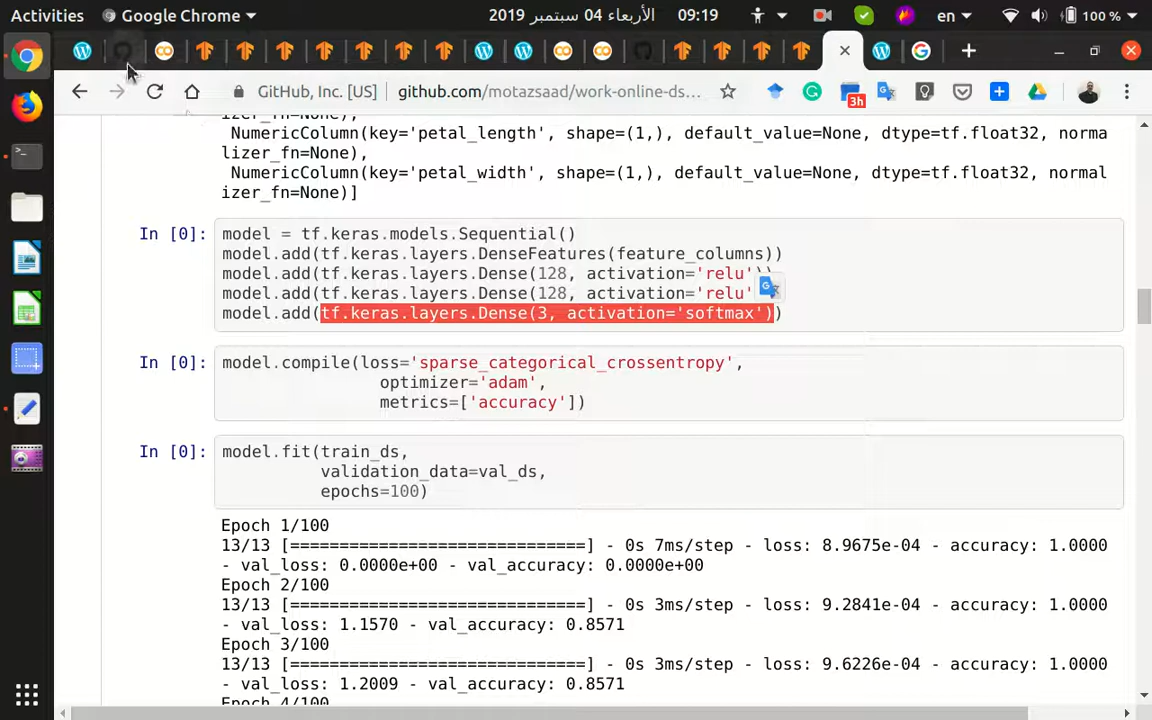 Activities Google Chrome الأربعاء 04 سبتمبر 2019 09:19 en 100 %
GitHub, Inc. [US] github.com/motazsaad/work-online-ds… 3h
lizer_fn=None),
NumericColumn(key='petal_length', shape=(1,), default_value=None, dtype=tf.float32, norma
lizer_fn=None),
NumericColumn(key='petal_width', shape=(1,), default_value=None, dtype=tf.float32, normal
izer_fn=None)]
In [0]: model = tf.keras.models.Sequential()
model.add(tf.keras.layers.DenseFeatures(feature_columns))
model.add(tf.keras.layers.Dense(128, activation='relu'))
model.add(tf.keras.layers.Dense(128, activation='relu'
model.add(tf.keras.layers.Dense(3, activation='softmax'))
In [0]: model.compile(loss='sparse_categorical_crossentropy',
optimizer='adam',
metrics=['accuracy'])
In [0]: model.fit(train_ds,
validation_data=val_ds,
epochs=100)
Epoch 1/100
13/13 [==============================] - 0s 7ms/step - loss: 8.9675e-04 - accuracy: 1.0000
- val_loss: 0.0000e+00 - val_accuracy: 0.0000e+00
Epoch 2/100
13/13 [==============================] - 0s 3ms/step - loss: 9.2841e-04 - accuracy: 1.0000
- val_loss: 1.1570 - val_accuracy: 0.8571
Epoch 3/100
13/13 [==============================] - 0s 3ms/step - loss: 9.6226e-04 - accuracy: 1.0000
- val_loss: 1.2009 - val_accuracy: 0.8571
Epoch 4/100